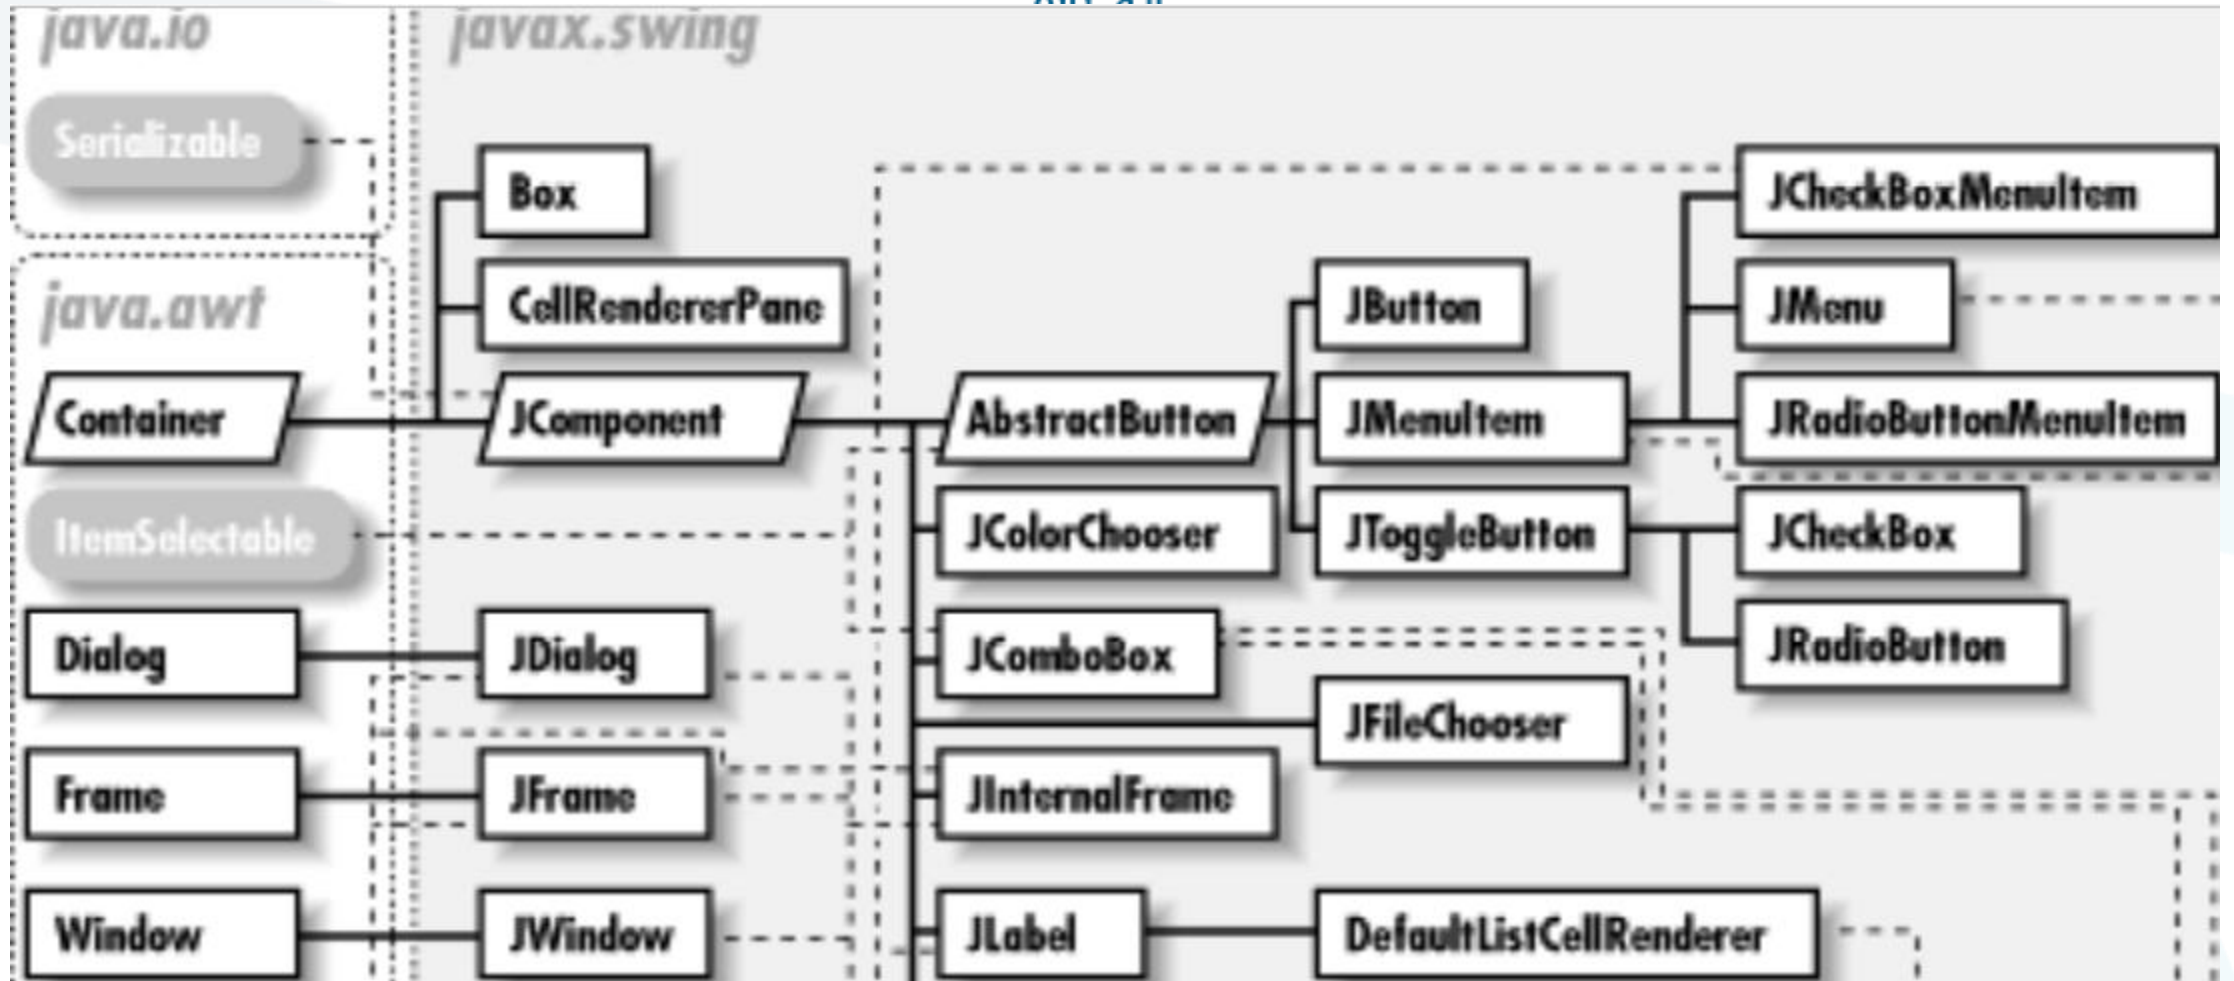 java.io
javax.swing
Serializable
Box
JCheckBoxMenuItem
java.awt
CellRendererPane
JButton
JMenu
Container
JComponent
AbstractButton
JMenuItem
JRadioButtonMenuItem
ItemSelectable
JColorChooser
JToggleButton
JCheckBox
Dialog
JDialog
JComboBox
JRadioButton
JFileChooser
Frame
JFrame
JInternalFrame
Window
JWindow
JLabel
DefaultListCellRenderer